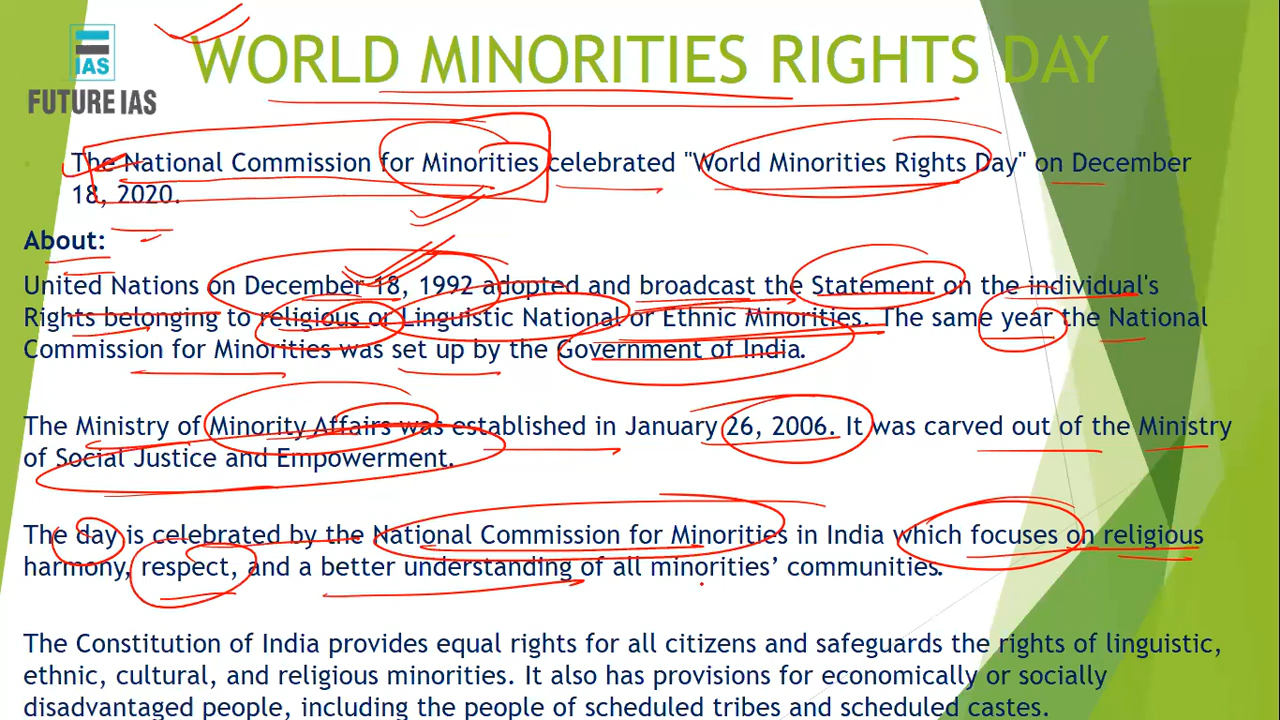 WORLD MINORITIES RIGHTS DAY
IAS
FUTURE IAS
The National Commission for Minorities celebrated "World Minorities Rights Day" on December
18, 2020.
About:
United Nations on December 18, 1992 adopted and broadcast the Statement on the individual's
Rights belonging to religious or Linguistic National or Ethnic Minorities. The same year the National
Commission for Minorities was set up by the Government of India.
The Ministry of Minority Affairs was established in January 26, 2006. It was carved out of the Ministry
of Social Justice and Empowerment.
The day is celebrated by the National Commission for Minorities in India which focuses on religious
harmony, respect, and a better understanding of all minorities’ communities.
The Constitution of India provides equal rights for all citizens and safeguards the rights of linguistic,
ethnic, cultural, and religious minorities. It also has provisions for economically or socially
disadvantaged people, including the people of scheduled tribes and scheduled castes.